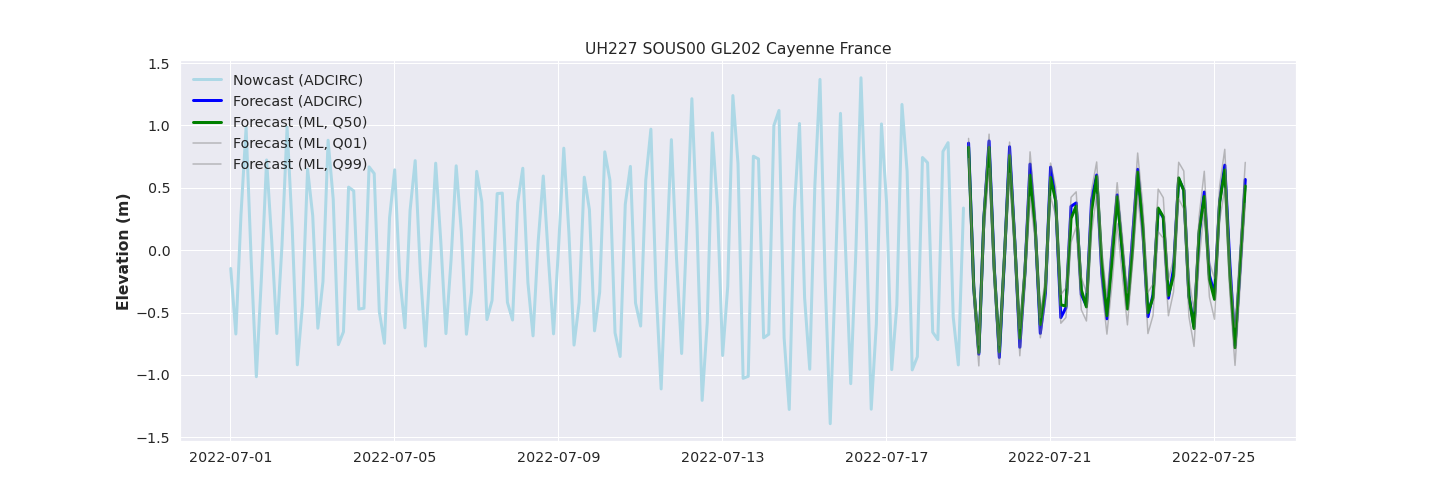 UH227 SOUS00 GL202 Cayenne France
Nowcast (ADCIRC)
Forecast (ADCIRC)
Forecast (ML, Q50)
Forecast (ML, Q01)
Forecast (ML, Q99)
Elevation (m)
1.5
1.0
0.5
0.0
−0.5
−1.0
−1.5
2022-07-01 2022-07-05 2022-07-09 2022-07-13 2022-07-17 2022-07-21 2022-07-25